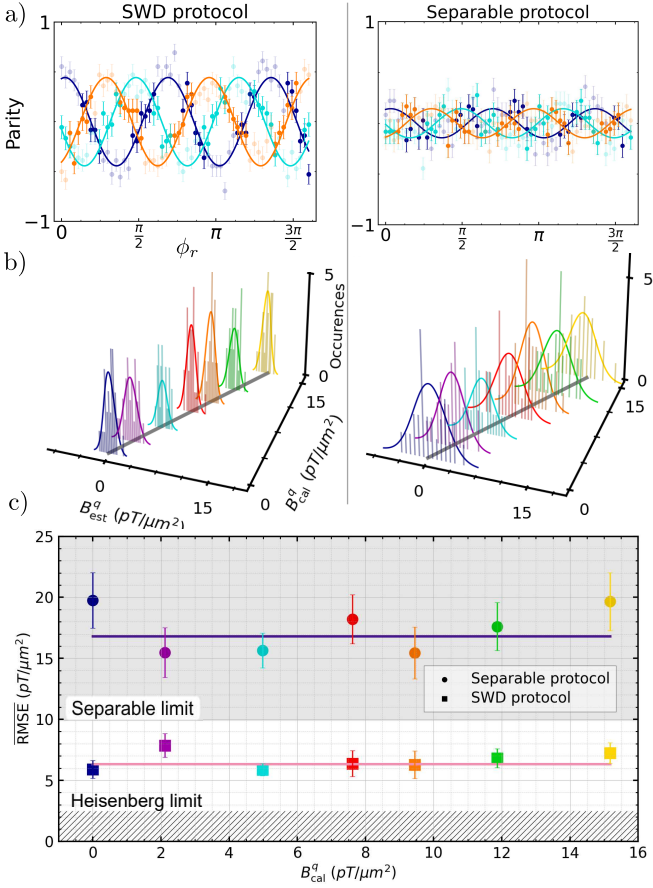 a)
SWD protocol
Separable protocol
1
1
Parity
−1
−1
0
π/2
ϕ_r
π
3π/2
0
π/2
π
3π/2
b)
5
Occurences
0
15
0
B^q_cal (pT/μm²)
0
15
B^q_est (pT/μm²)
5
0
15
0
0
15
c)
25
20
15
10
5
0
RMSE (pT/μm²)
Separable protocol
SWD protocol
Separable limit
Heisenberg limit
0 2 4 6 8 10 12 14 16
B^q_cal (pT/μm²)